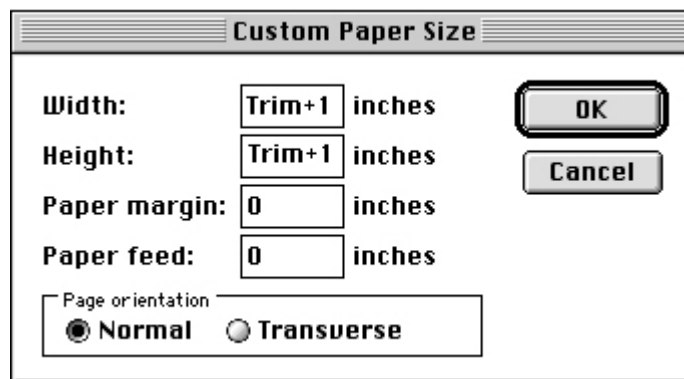 Custom Paper Size
Width: Trim+1 inches
OK
Height: Trim+1 inches
Cancel
Paper margin: 0 inches
Paper feed: 0 inches
Page orientation
Normal Transverse